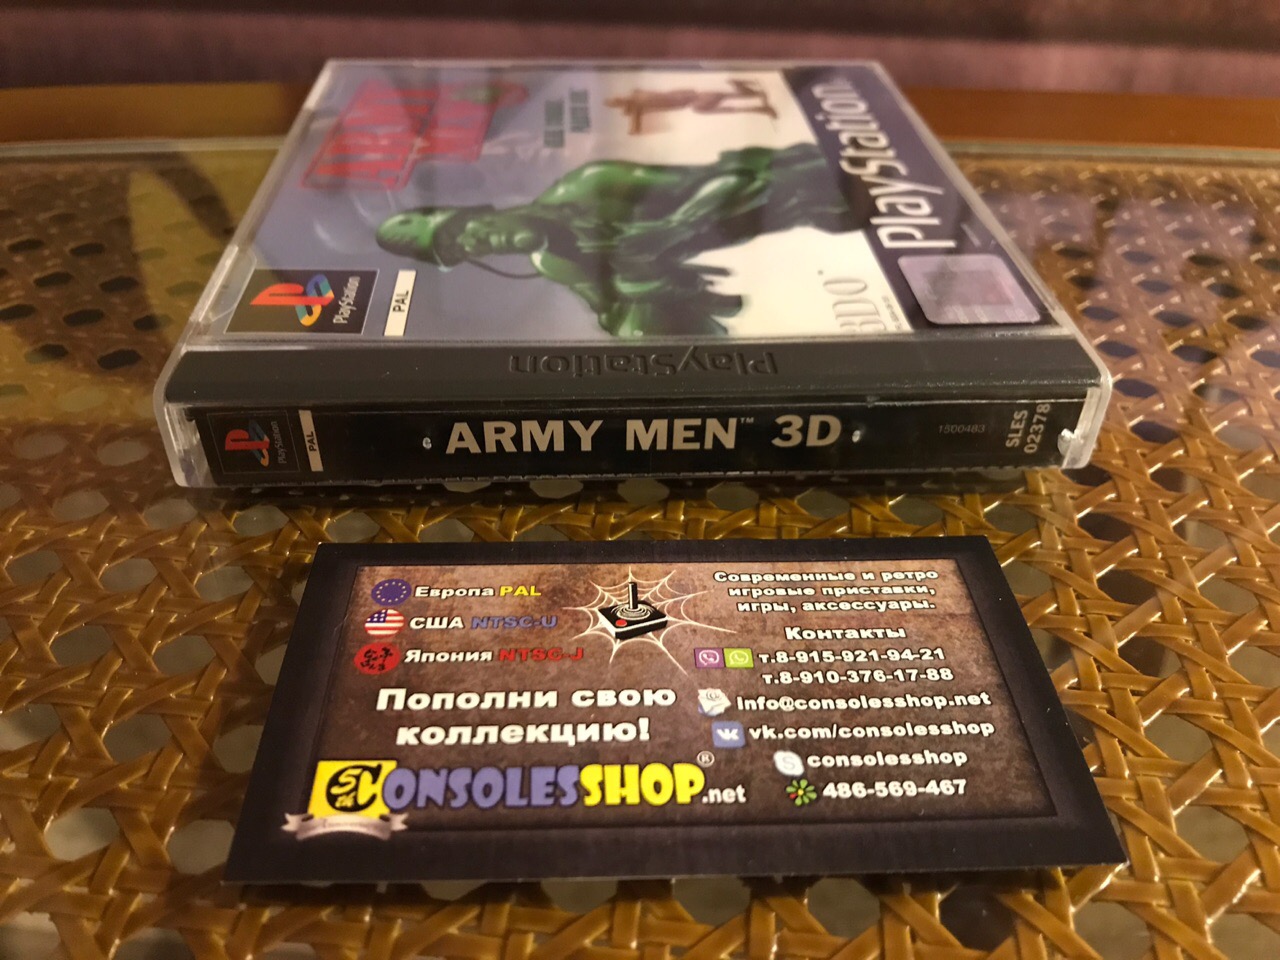 ARMY
MEN
PlayStation
PlayStation
PAL
3DO
PlayStation
PlayStation
PAL
ARMY MEN™ 3D
1500483
SLES
02378
Европа PAL
США NTSC-U
Япония NTSC-J
Пополни свою
коллекцию!
CONSOLESSHOP.net®
Современные и ретро
игровые приставки,
игры, аксессуары.
Контакты
т.8-915-921-94-21
т.8-910-376-17-88
info@consolesshop.net
vk.com/consolesshop
consolesshop
486-569-467